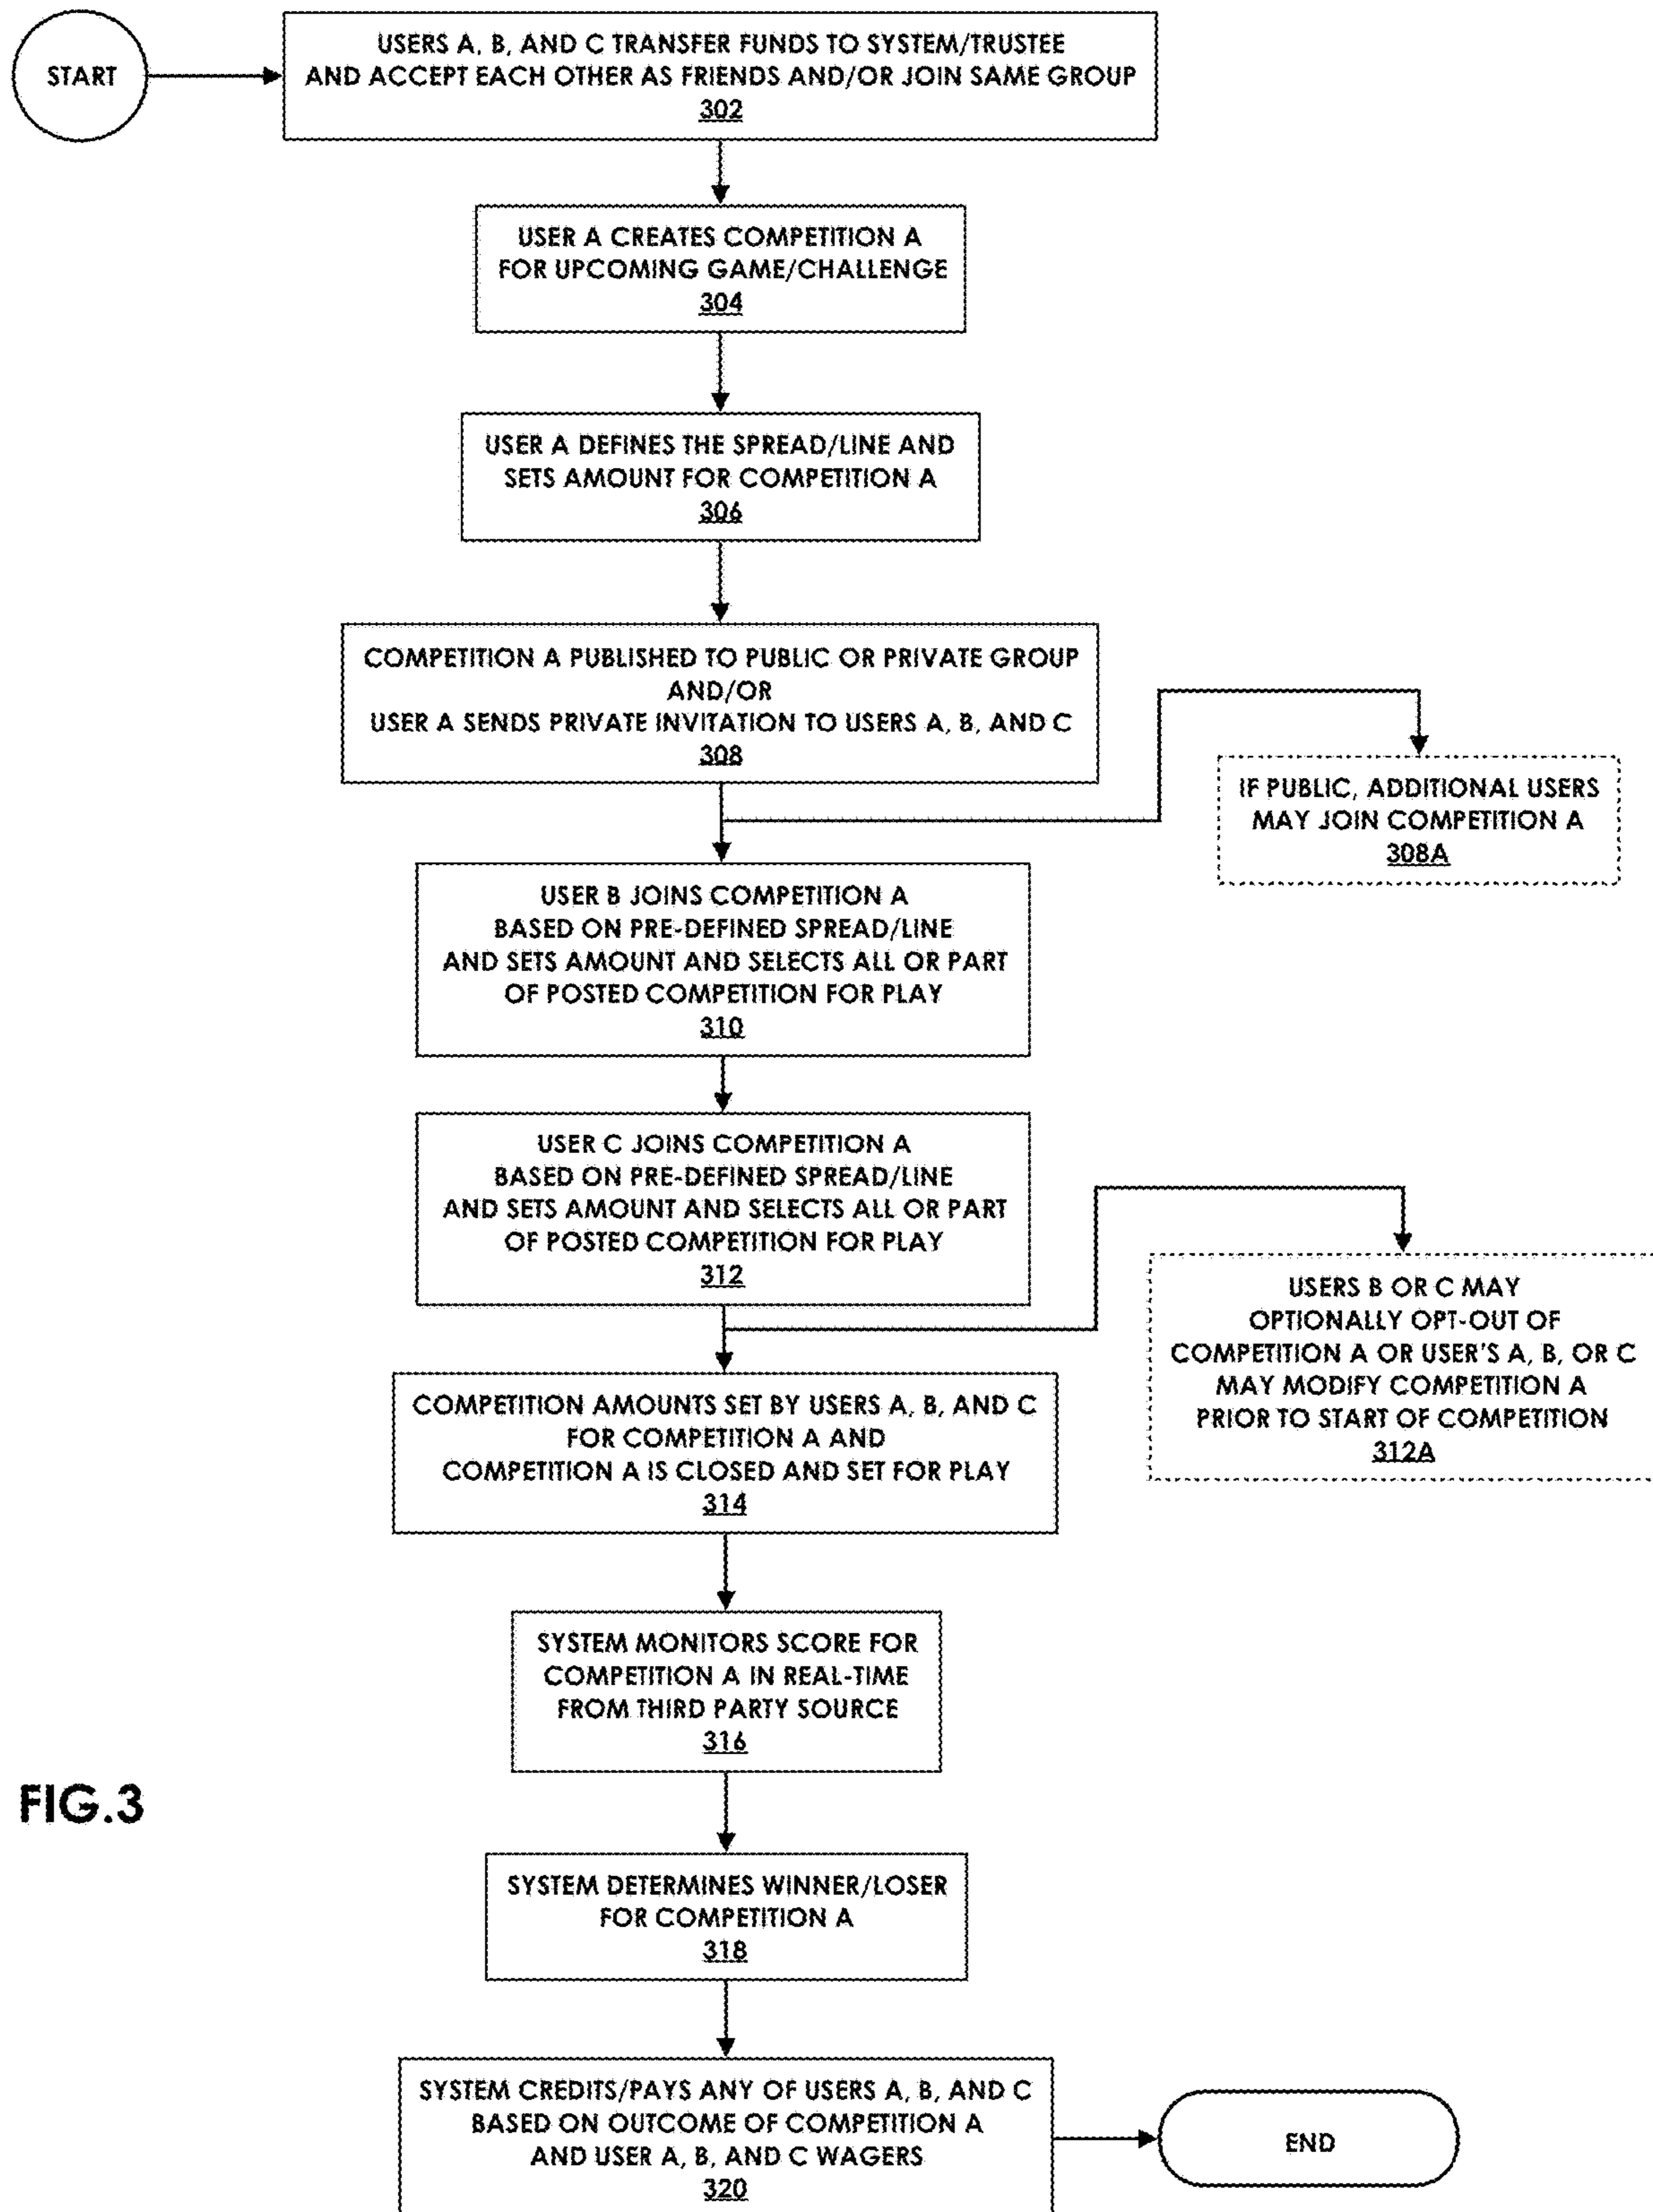 START
USERS A, B, AND C TRANSFER FUNDS TO SYSTEM/TRUSTEE
AND ACCEPT EACH OTHER AS FRIENDS AND/OR JOIN SAME GROUP
302
USER A CREATES COMPETITION A
FOR UPCOMING GAME/CHALLENGE
304
USER A DEFINES THE SPREAD/LINE AND
SETS AMOUNT FOR COMPETITION A
306
COMPETITION A PUBLISHED TO PUBLIC OR PRIVATE GROUP
AND/OR
USER A SENDS PRIVATE INVITATION TO USERS A, B, AND C
308
IF PUBLIC, ADDITIONAL USERS
MAY JOIN COMPETITION A
308A
USER B JOINS COMPETITION A
BASED ON PRE-DEFINED SPREAD/LINE
AND SETS AMOUNT AND SELECTS ALL OR PART
OF POSTED COMPETITION FOR PLAY
310
USER C JOINS COMPETITION A
BASED ON PRE-DEFINED SPREAD/LINE
AND SETS AMOUNT AND SELECTS ALL OR PART
OF POSTED COMPETITION FOR PLAY
312
USERS B OR C MAY
OPTIONALLY OPT-OUT OF
COMPETITION A OR USER'S A, B, OR C
MAY MODIFY COMPETITION A
PRIOR TO START OF COMPETITION
312A
COMPETITION AMOUNTS SET BY USERS A, B, AND C
FOR COMPETITION A AND
COMPETITION A IS CLOSED AND SET FOR PLAY
314
SYSTEM MONITORS SCORE FOR
COMPETITION A IN REAL-TIME
FROM THIRD PARTY SOURCE
316
FIG.3
SYSTEM DETERMINES WINNER/LOSER
FOR COMPETITION A
318
SYSTEM CREDITS/PAYS ANY OF USERS A, B, AND C
BASED ON OUTCOME OF COMPETITION A
AND USER A, B, AND C WAGERS
320
END